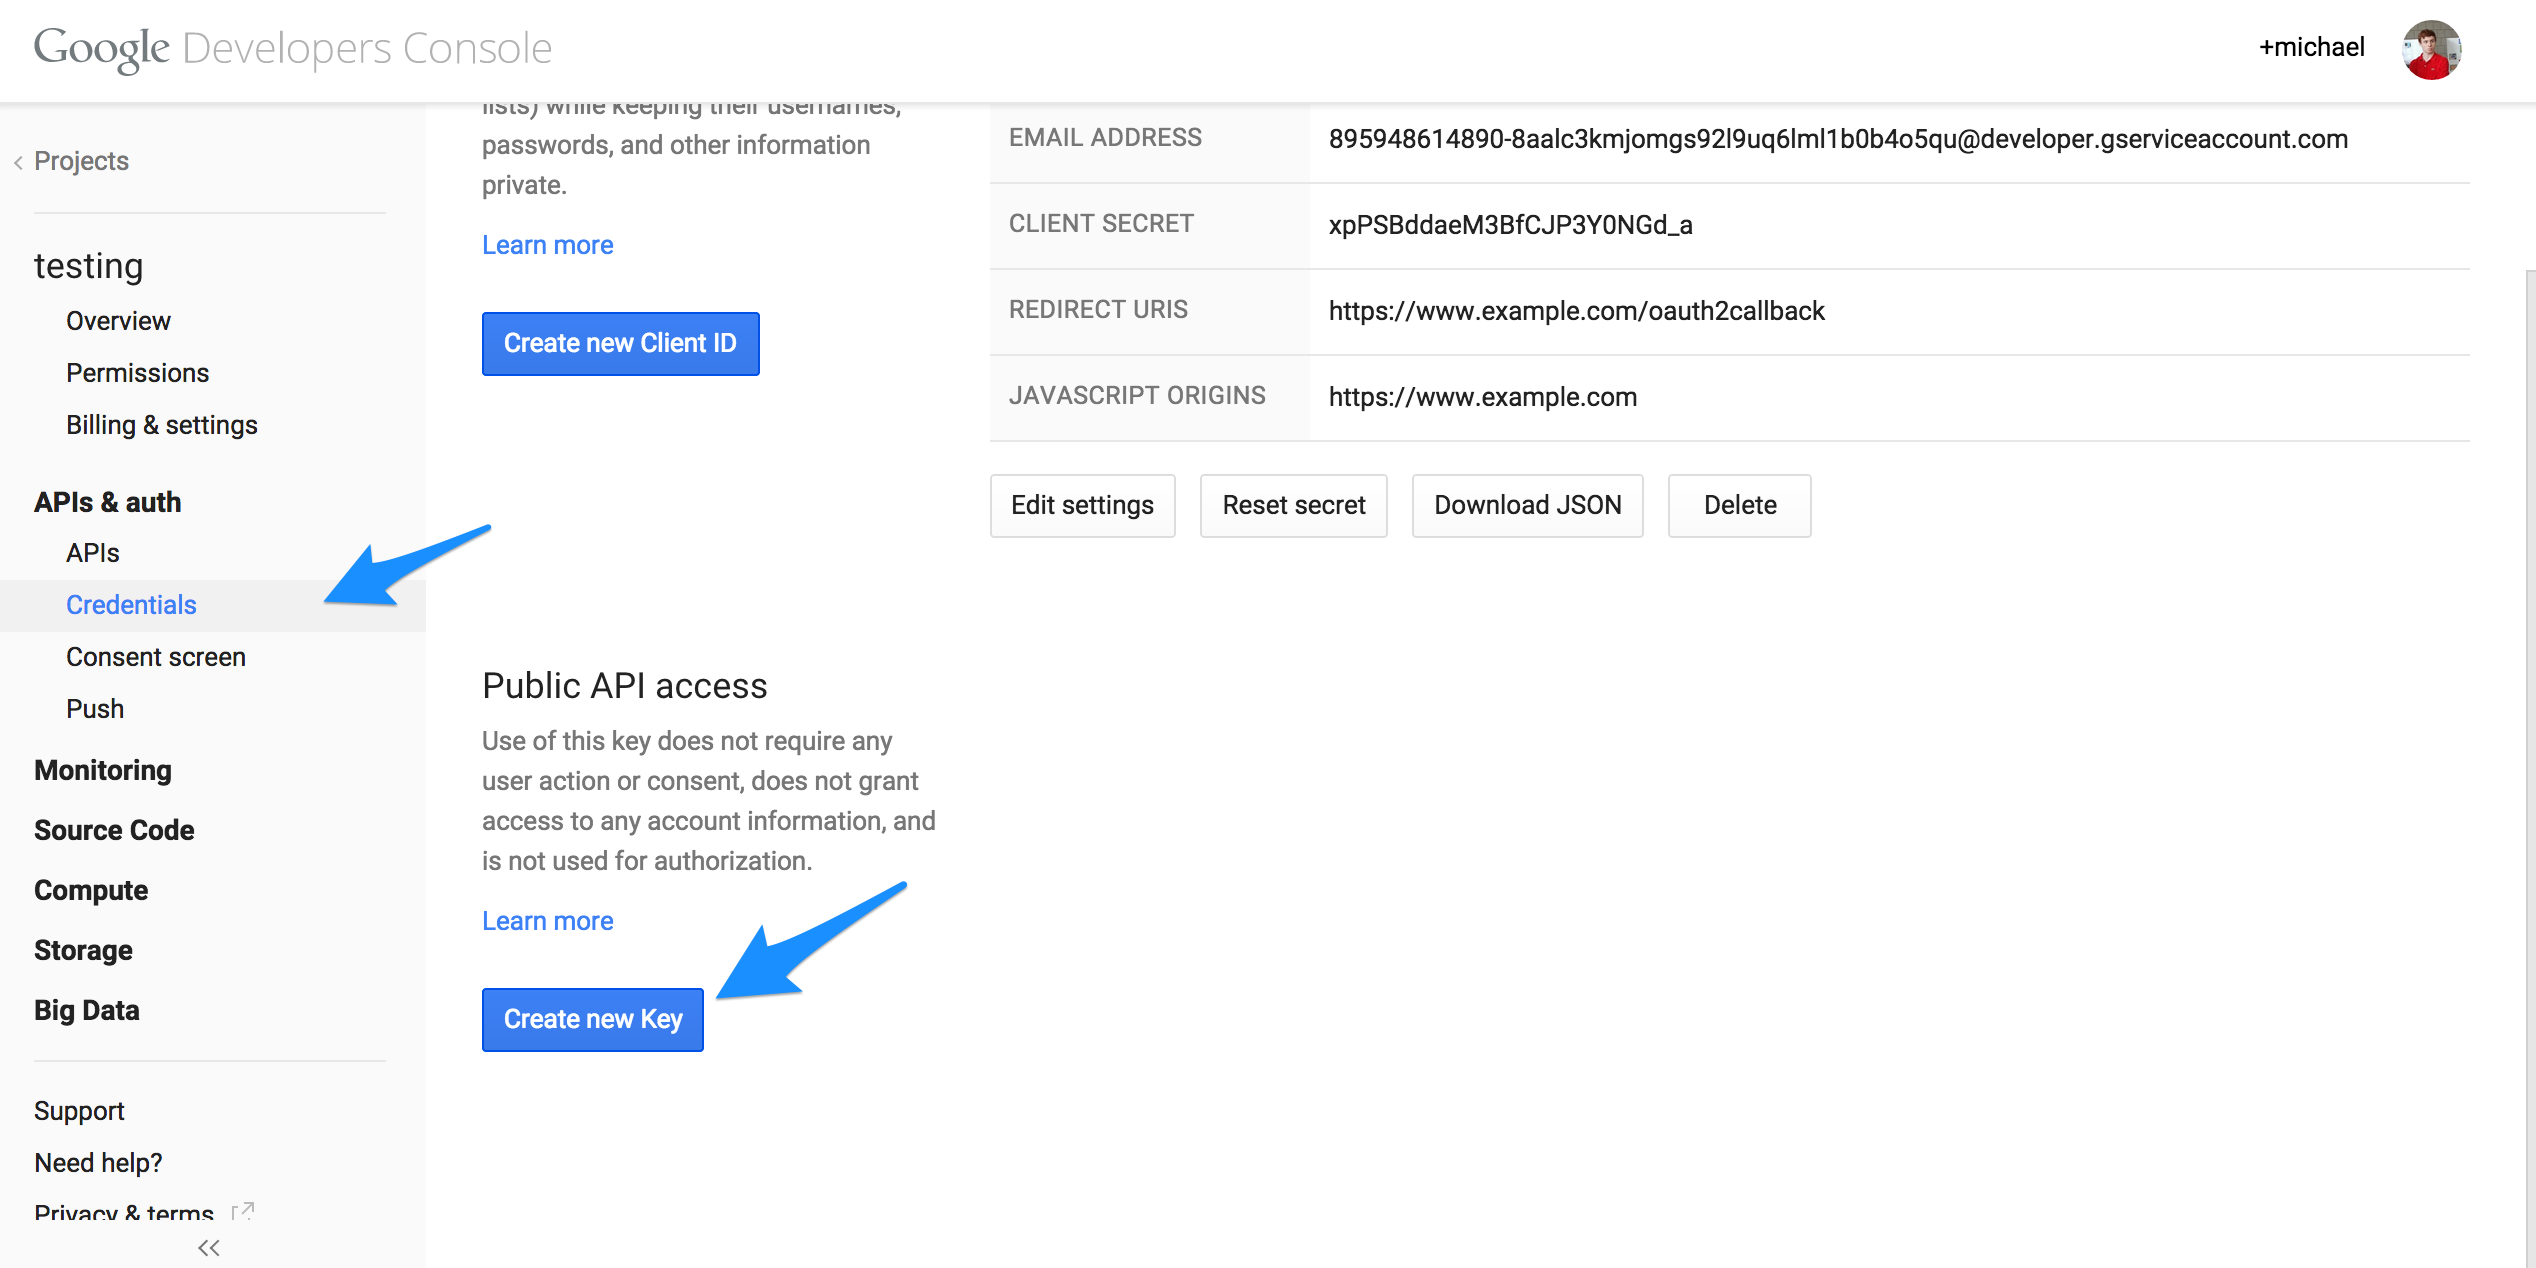 Google Developers Console
+michael
Projects
testing
Overview
Permissions
Billing & settings
APIs & auth
APIs
Credentials
Consent screen
Push
Monitoring
Source Code
Compute
Storage
Big Data
Support
Need help?
Privacy & terms
lists) while keeping their usernames,
passwords, and other information
private.
Learn more
Create new Client ID
EMAIL ADDRESS 895948614890-8aalc3kmjomgs92l9uq6lml1b0b4o5qu@developer.gserviceaccount.com
CLIENT SECRET xpPSBddaeM3BfCJP3Y0NGd_a
REDIRECT URIS https://www.example.com/oauth2callback
JAVASCRIPT ORIGINS https://www.example.com
Edit settings Reset secret Download JSON Delete
Public API access
Use of this key does not require any
user action or consent, does not grant
access to any account information, and
is not used for authorization.
Learn more
Create new Key